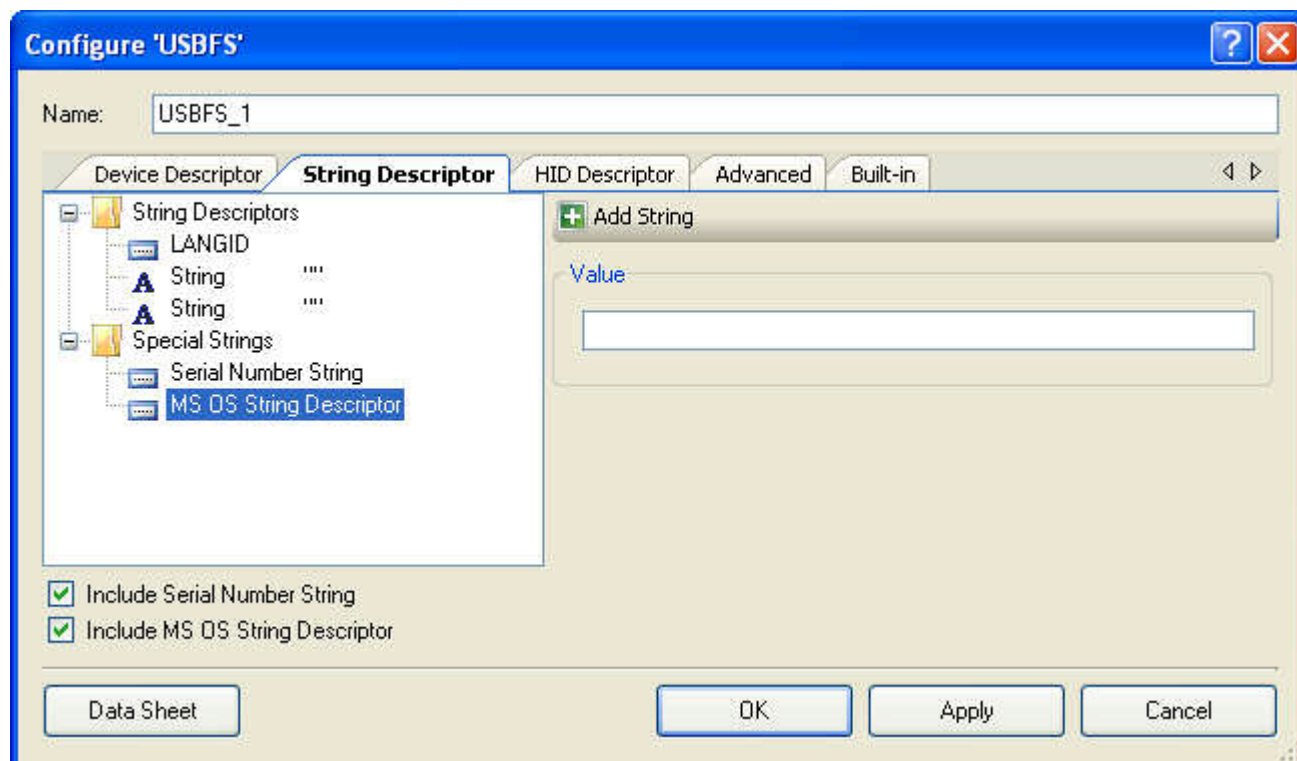 Configure 'USBFS'
Name: USBFS_1
Device Descriptor String Descriptor HID Descriptor Advanced Built-in
String Descriptors
LANGID
String ""
String ""
Special Strings
Serial Number String
MS OS String Descriptor
Add String
Value
Include Serial Number String
Include MS OS String Descriptor
Data Sheet OK Apply Cancel